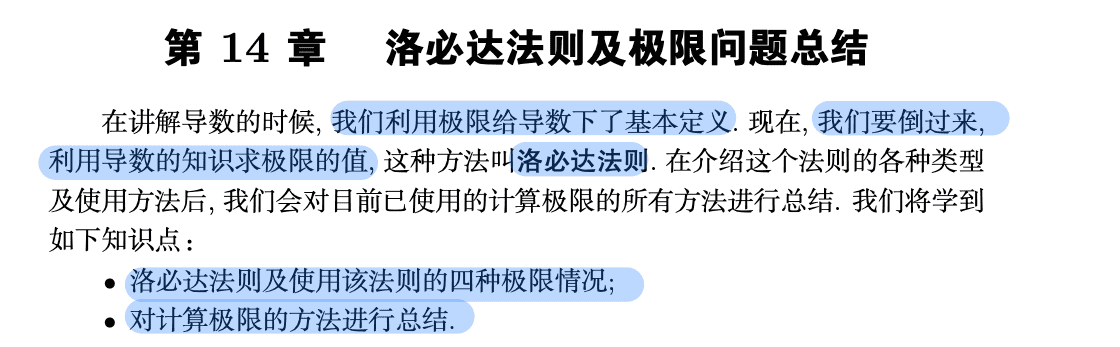 第 14 章 洛必达法则及极限问题总结
在讲解导数的时候, 我们利用极限给导数下了基本定义. 现在, 我们要倒过来,
利用导数的知识求极限的值, 这种方法叫洛必达法则. 在介绍这个法则的各种类型
及使用方法后, 我们会对目前已使用的计算极限的所有方法进行总结. 我们将学到
如下知识点：
• 洛必达法则及使用该法则的四种极限情况;
• 对计算极限的方法进行总结.